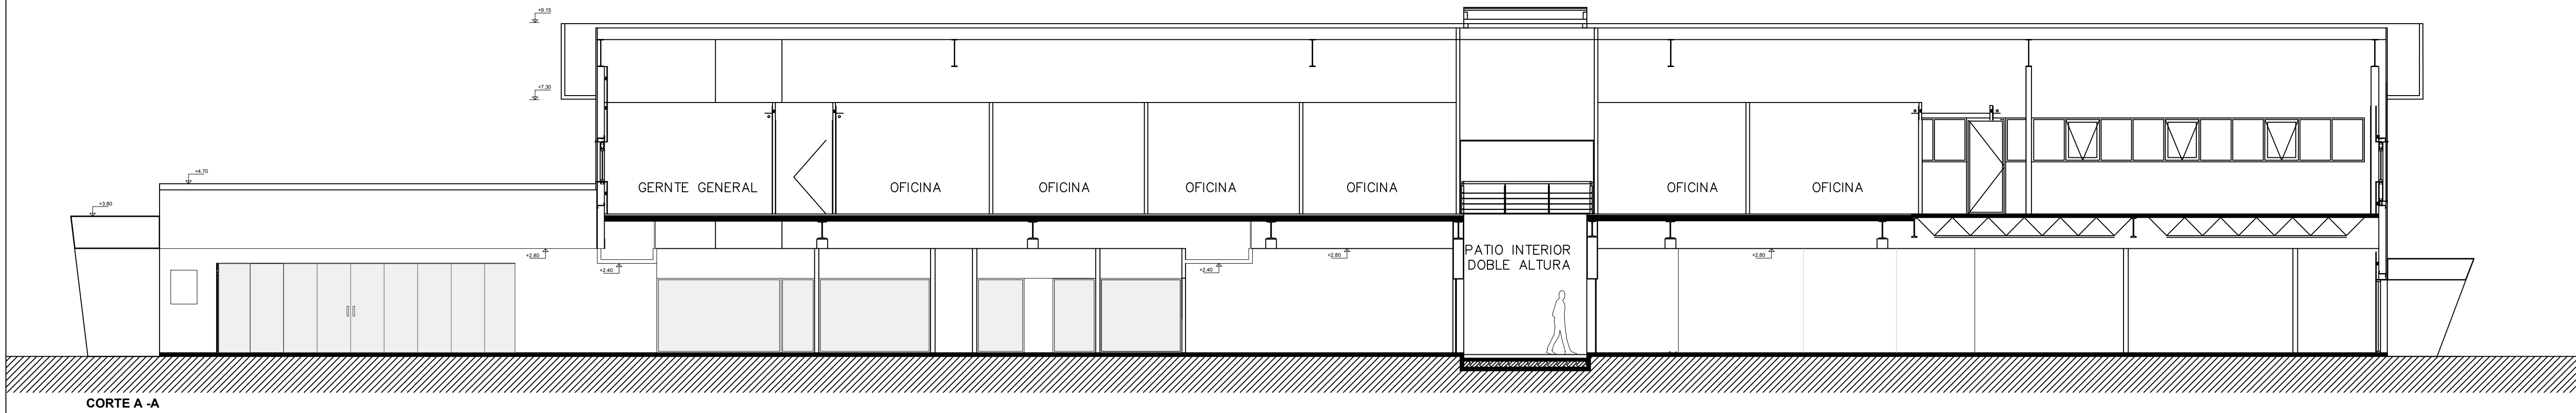 +9.15
+7.30
+4.70
+3.80
GERNTE GENERAL
OFICINA
OFICINA
OFICINA
OFICINA
OFICINA
OFICINA
+2.80
+2.40
+2.40
+2.80
PATIO INTERIOR
DOBLE ALTURA
+2.80
CORTE A -A